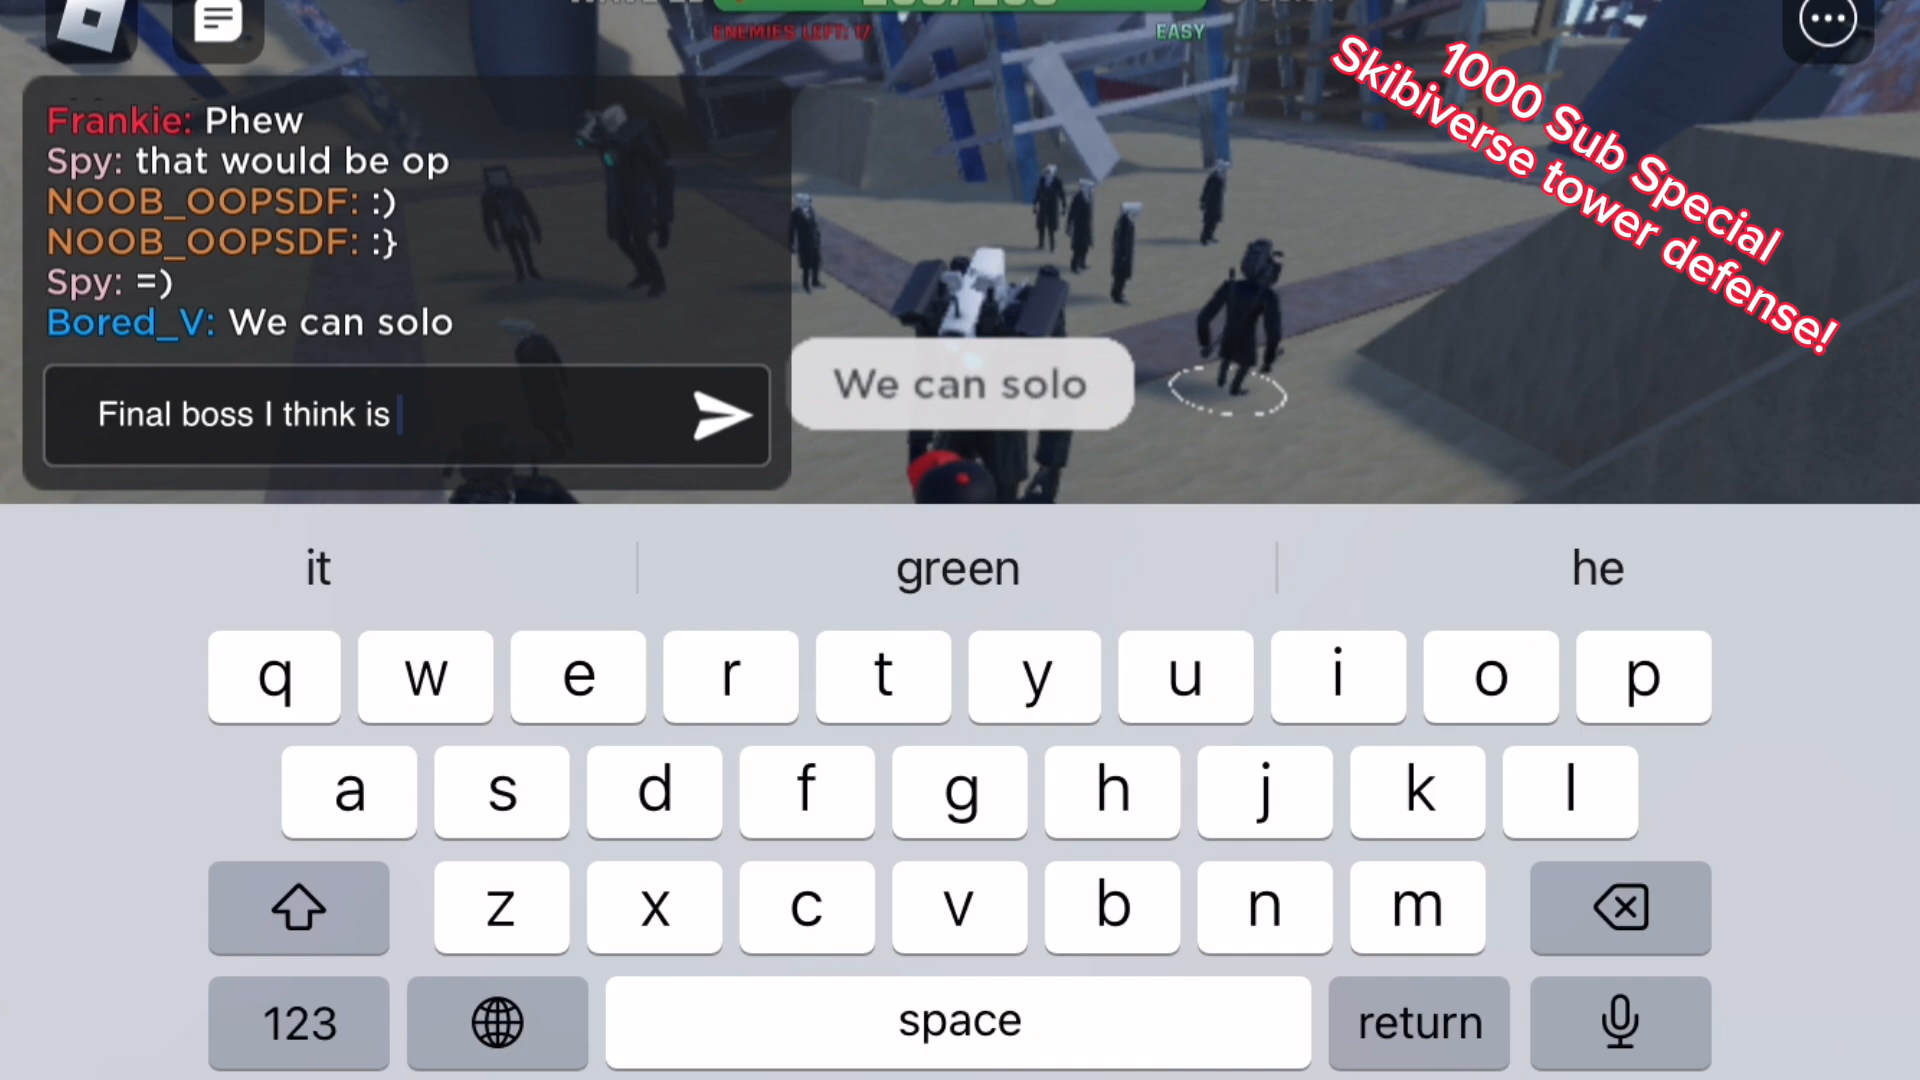 ENEMIES LEFT: 17
EASY
1000 Sub Special
Skibiverse tower defense!
Frankie: Phew
Spy: that would be op
NOOB_OOPSDF: :)
NOOB_OOPSDF: :}
Spy: =)
Bored_V: We can solo
We can solo
Final boss I think is
it green he
q w e r t y u i o p
a s d f g h j k l
z x c v b n m
123 space return